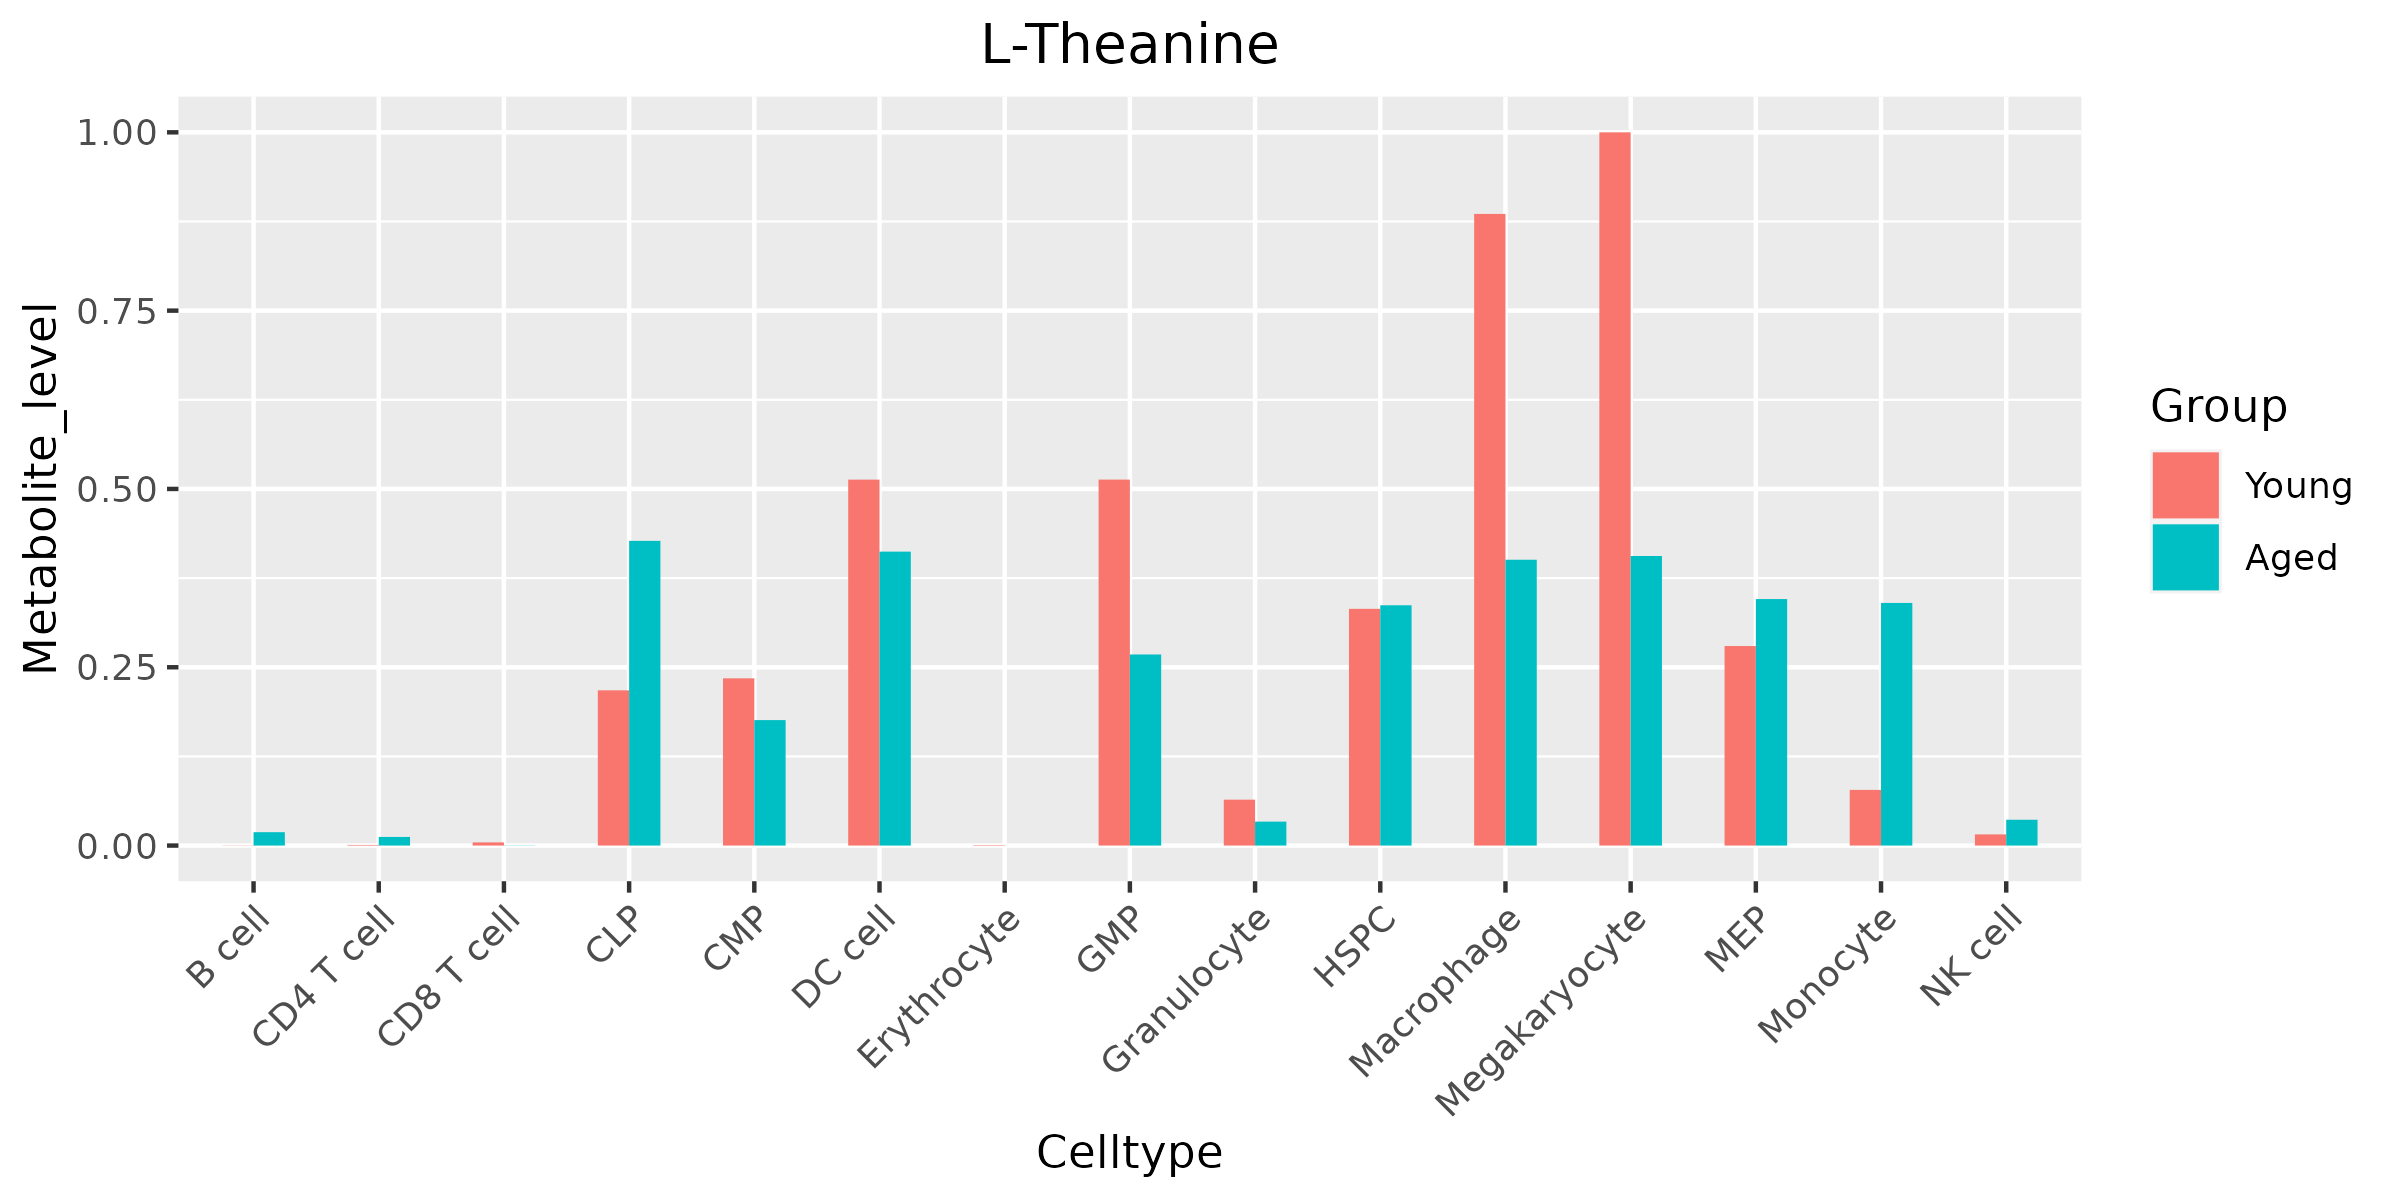 L-Theanine
Metabolite_level
1.00
0.75
0.50
0.25
0.00
B cell
CD4 T cell
CD8 T cell
CLP
CMP
DC cell
Erythrocyte
GMP
Granulocyte
HSPC
Macrophage
Megakaryocyte
MEP
Monocyte
NK cell
Celltype
Group
Young
Aged